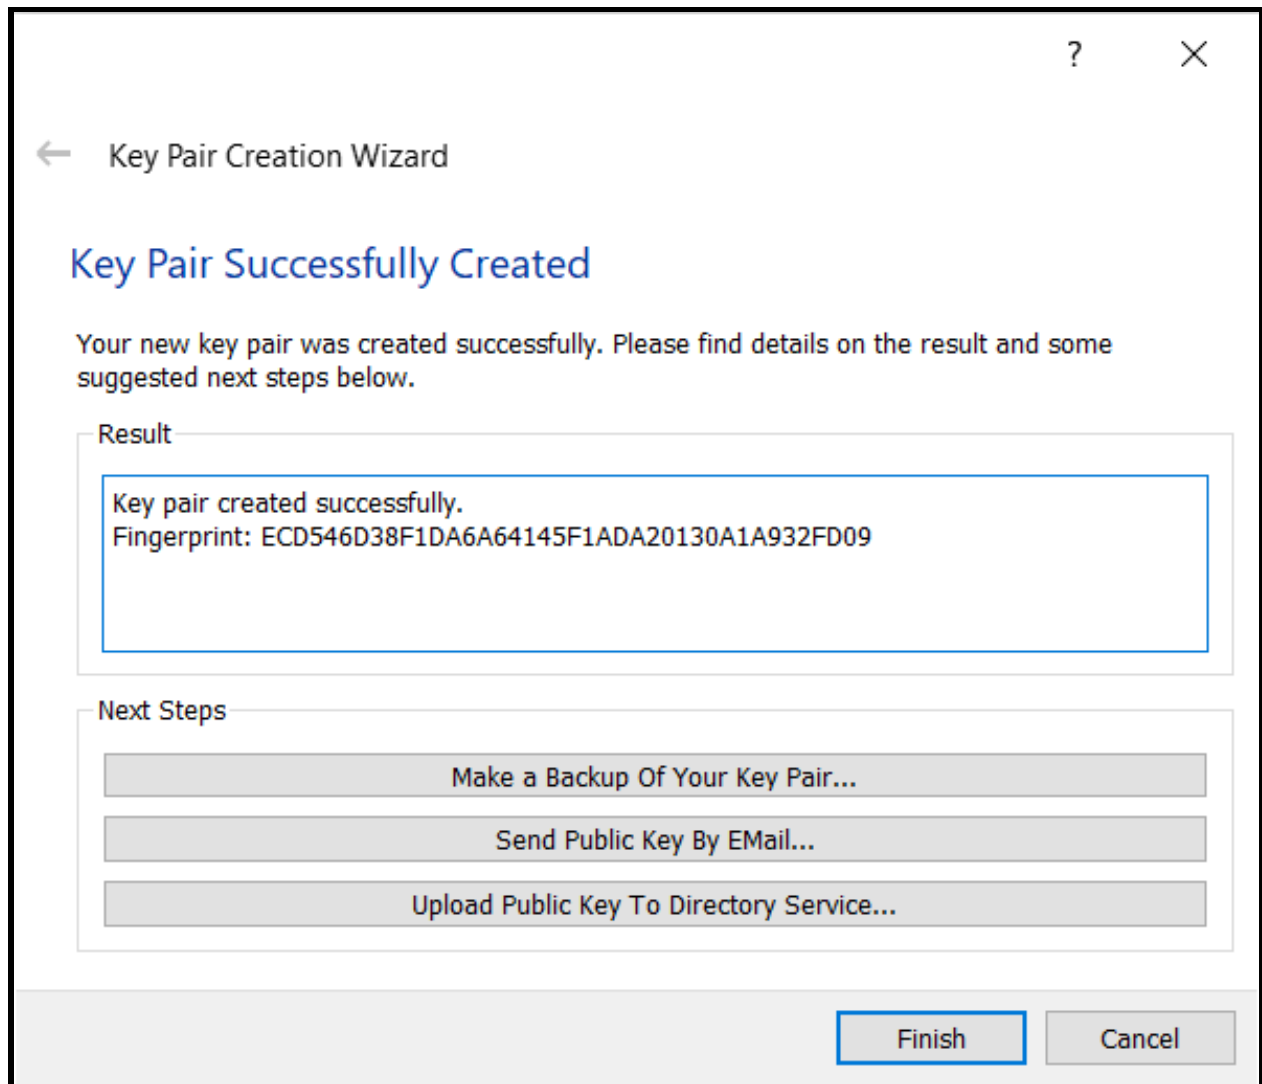 ?
Key Pair Creation Wizard
Key Pair Successfully Created
Your new key pair was created successfully. Please find details on the result and some
suggested next steps below.
Result
Key pair created successfully.
Fingerprint: ECD546D38F1DA6A64145F1ADA20130A1A932FD09
Next Steps
Make a Backup Of Your Key Pair...
Send Public Key By EMail...
Upload Public Key To Directory Service...
Finish Cancel